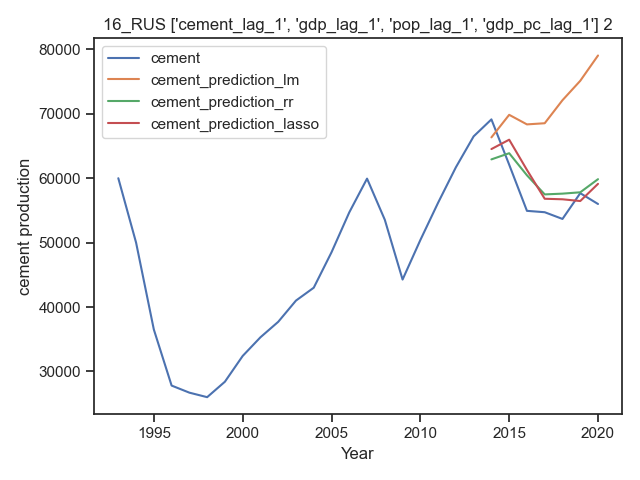 16_RUS ['cement_lag_1', 'gdp_lag_1', 'pop_lag_1', 'gdp_pc_lag_1'] 2
cement
cement_prediction_lm
cement_prediction_rr
cement_prediction_lasso
cement production
80000
70000
60000
50000
40000
30000
1995
2000
2005
2010
2015
2020
Year